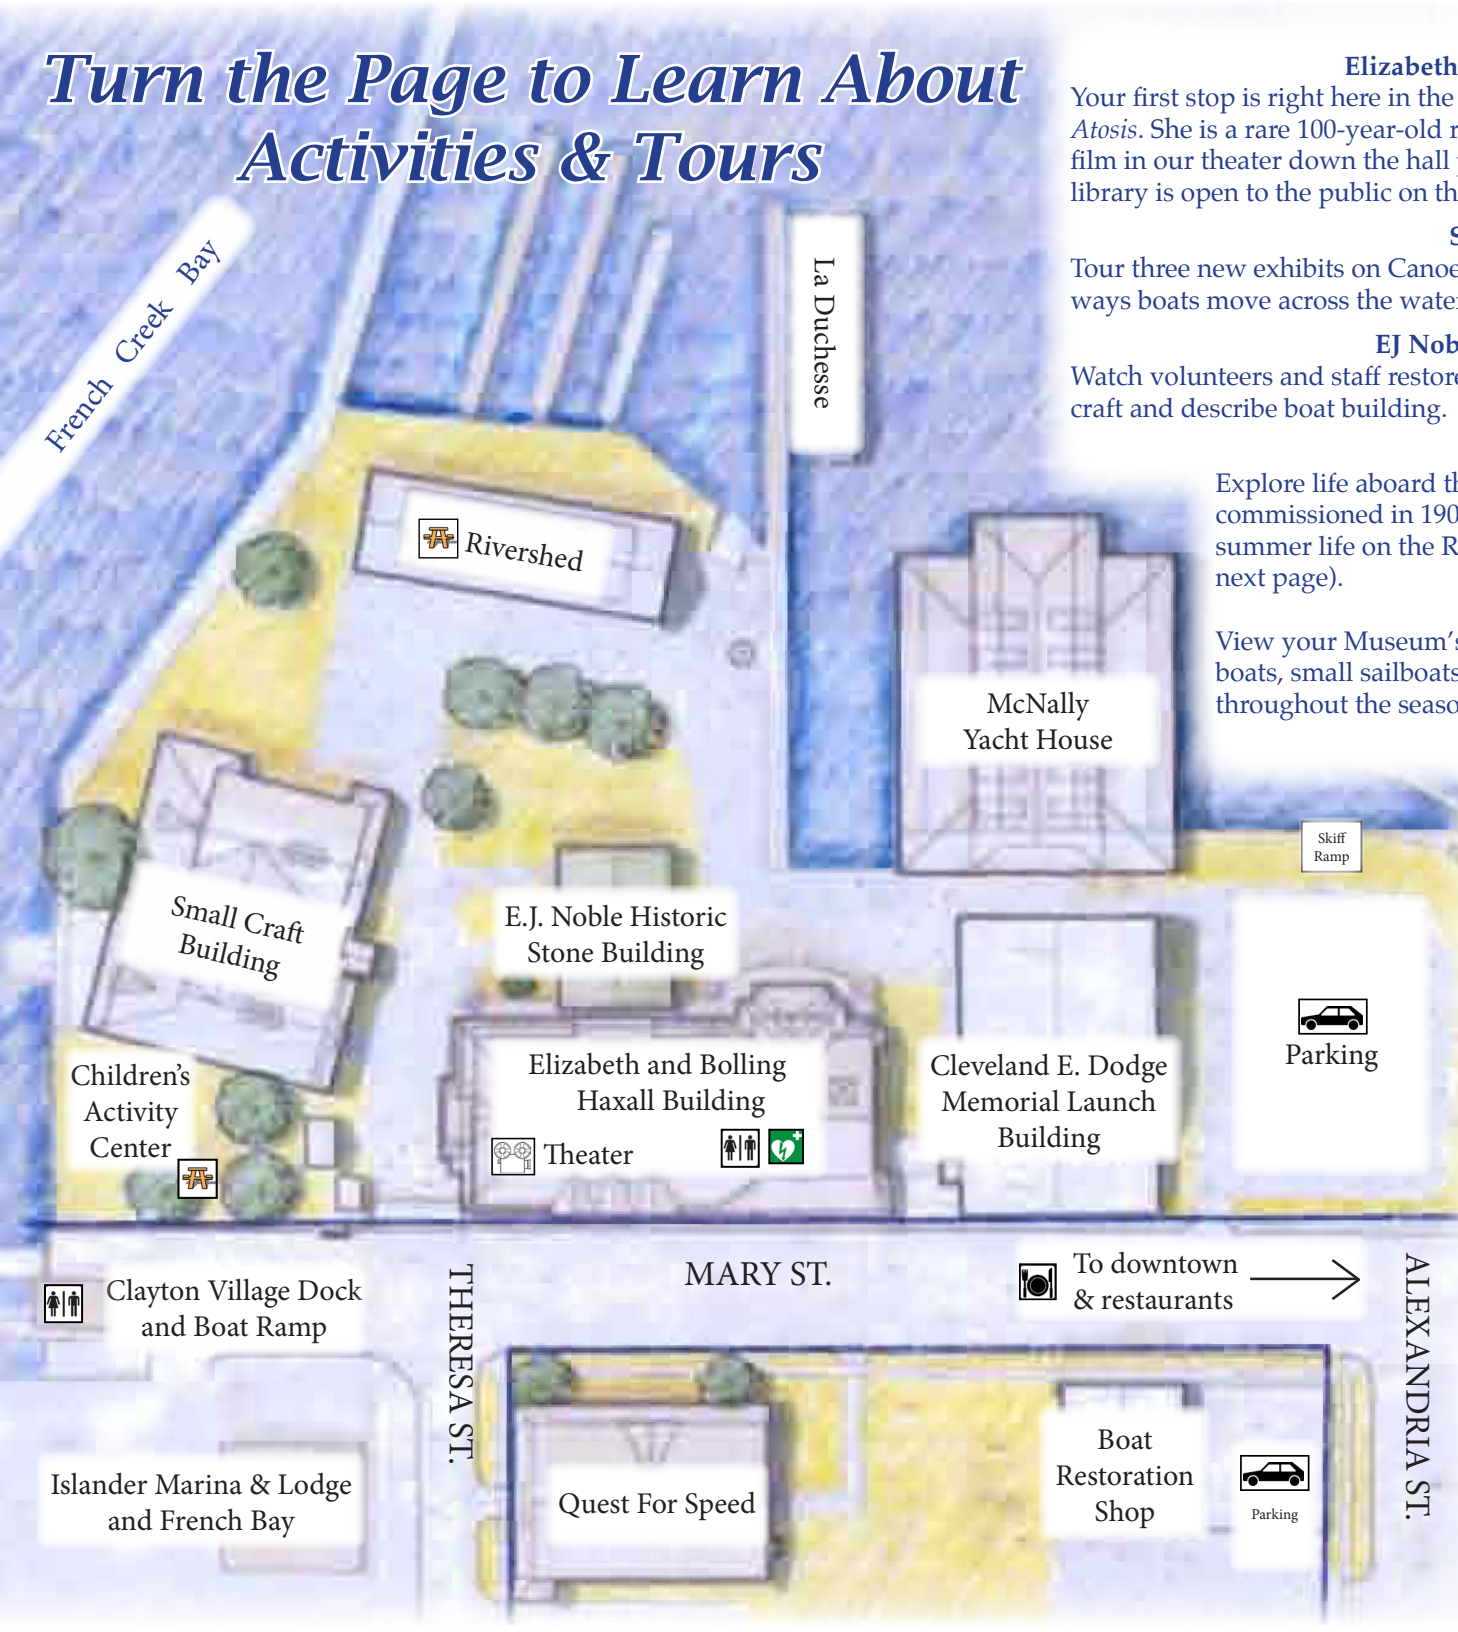 Turn the Page to Learn About
Activities & Tours
Elizabeth
Your first stop is right here in the
Atosis. She is a rare 100-year-old
film in our theater down the hall
library is open to the public on
Tour three new exhibits on
ways boats move across the
EJ
Watch volunteers and staff
craft and describe boat building.
Explore life aboard
commissioned in
summer life on the
next page).
View your Museum's
boats, small sailboats
throughout the
French Creek Bay
La Duchesse
Rivershed
McNally
Yacht House
Skiff
Ramp
Small Craft
Building
E.J. Noble Historic
Stone Building
Children's
Activity
Center
Elizabeth and Bolling
Haxall Building
Theater
Cleveland E. Dodge
Memorial Launch
Building
Parking
MARY ST.
To downtown
& restaurants
Clayton Village Dock
and Boat Ramp
THERESA ST.
ALEXANDRIA ST.
Islander Marina & Lodge
and French Bay
Quest For Speed
Boat
Restoration
Shop
Parking